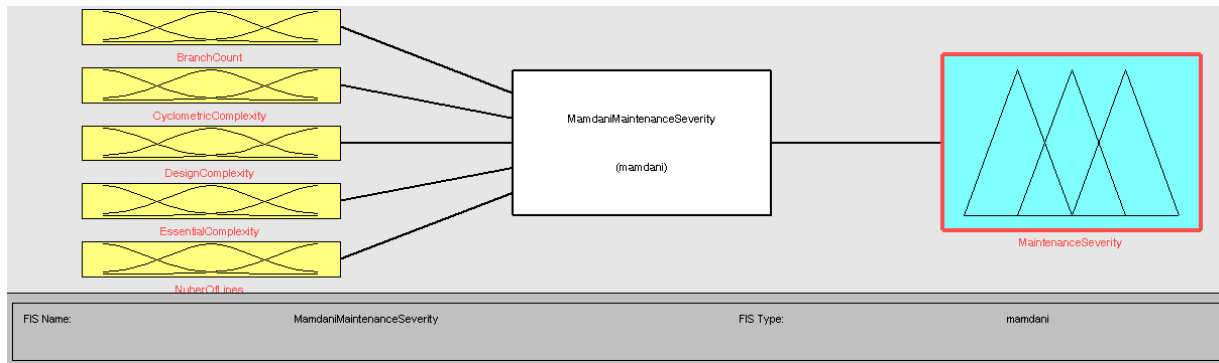 BranchCount
CyclometricComplexity
DesignComplexity
EssentialComplexity
NuberOfLines
MamdaniMaintenanceSeverity
(mamdani)
MaintenanceSeverity
FIS Name: MamdaniMaintenanceSeverity FIS Type: mamdani